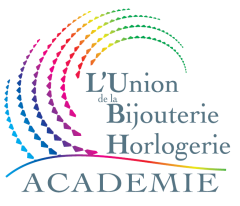 L'Union
de la
Bijouterie
Horlogerie
ACADEMIE